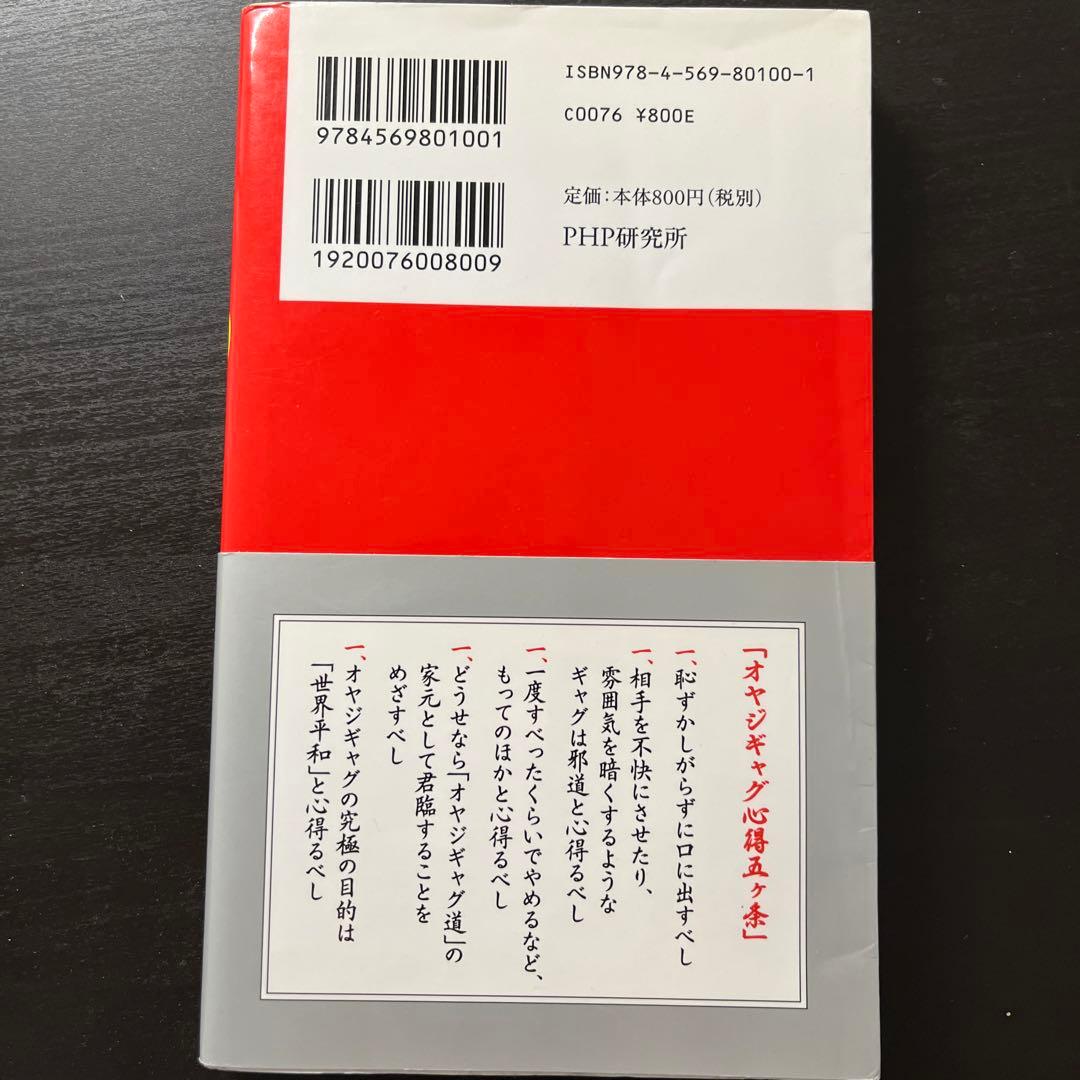 9784569801001
1920076008009
ISBN978-4-569-80100-1
C0076 ¥800E
定価：本体800円（税別）
PHP研究所
「オヤジギャグ心得五ヶ条」
一、恥ずかしがらずに口に出すべし
一、相手を不快にさせたり、
雰囲気を暗くするような
ギャグは邪道と心得るべし
一、一度すべったくらいでやめるなど、
もってのほかと心得るべし
一、どうせなら「オヤジギャグ道」の
家元として君臨することを
めざすべし
一、オヤジギャグの究極の目的は
「世界平和」と心得るべし